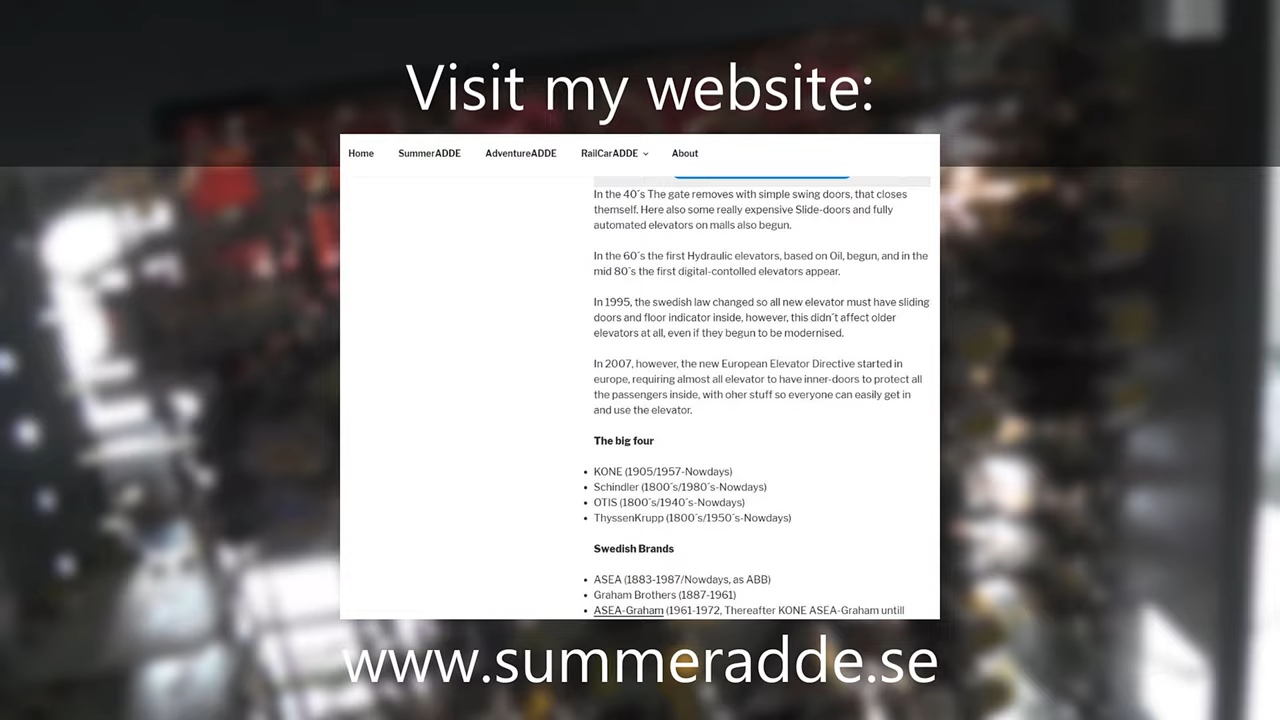 Visit my website:
Home SummerADDE AdventureADDE RailCarADDE About
In the 40´s The gate removes with simple swing doors, that closes
themself. Here also some really expensive Slide-doors and fully
automated elevators on malls also begun.
In the 60´s the first Hydraulic elevators, based on Oil, begun, and in the
mid 80´s the first digital-contolled elevators appear.
In 1995, the swedish law changed so all new elevator must have sliding
doors and floor indicator inside, however, this didn´t affect older
elevators at all, even if they begun to be modernised.
In 2007, however, the new European Elevator Directive started in
europe, requiring almost all elevator to have inner-doors to protect all
the passengers inside, with oher stuff so everyone can easily get in
and use the elevator.
The big four
• KONE (1905/1957-Nowdays)
• Schindler (1800´s/1980´s-Nowdays)
• OTIS (1800´s/1940´s-Nowdays)
• ThyssenKrupp (1800´s/1950´s-Nowdays)
Swedish Brands
• ASEA (1883-1987/Nowdays, as ABB)
• Graham Brothers (1887-1961)
• ASEA-Graham (1961-1972, Thereafter KONE ASEA-Graham untill
www.summeradde.se